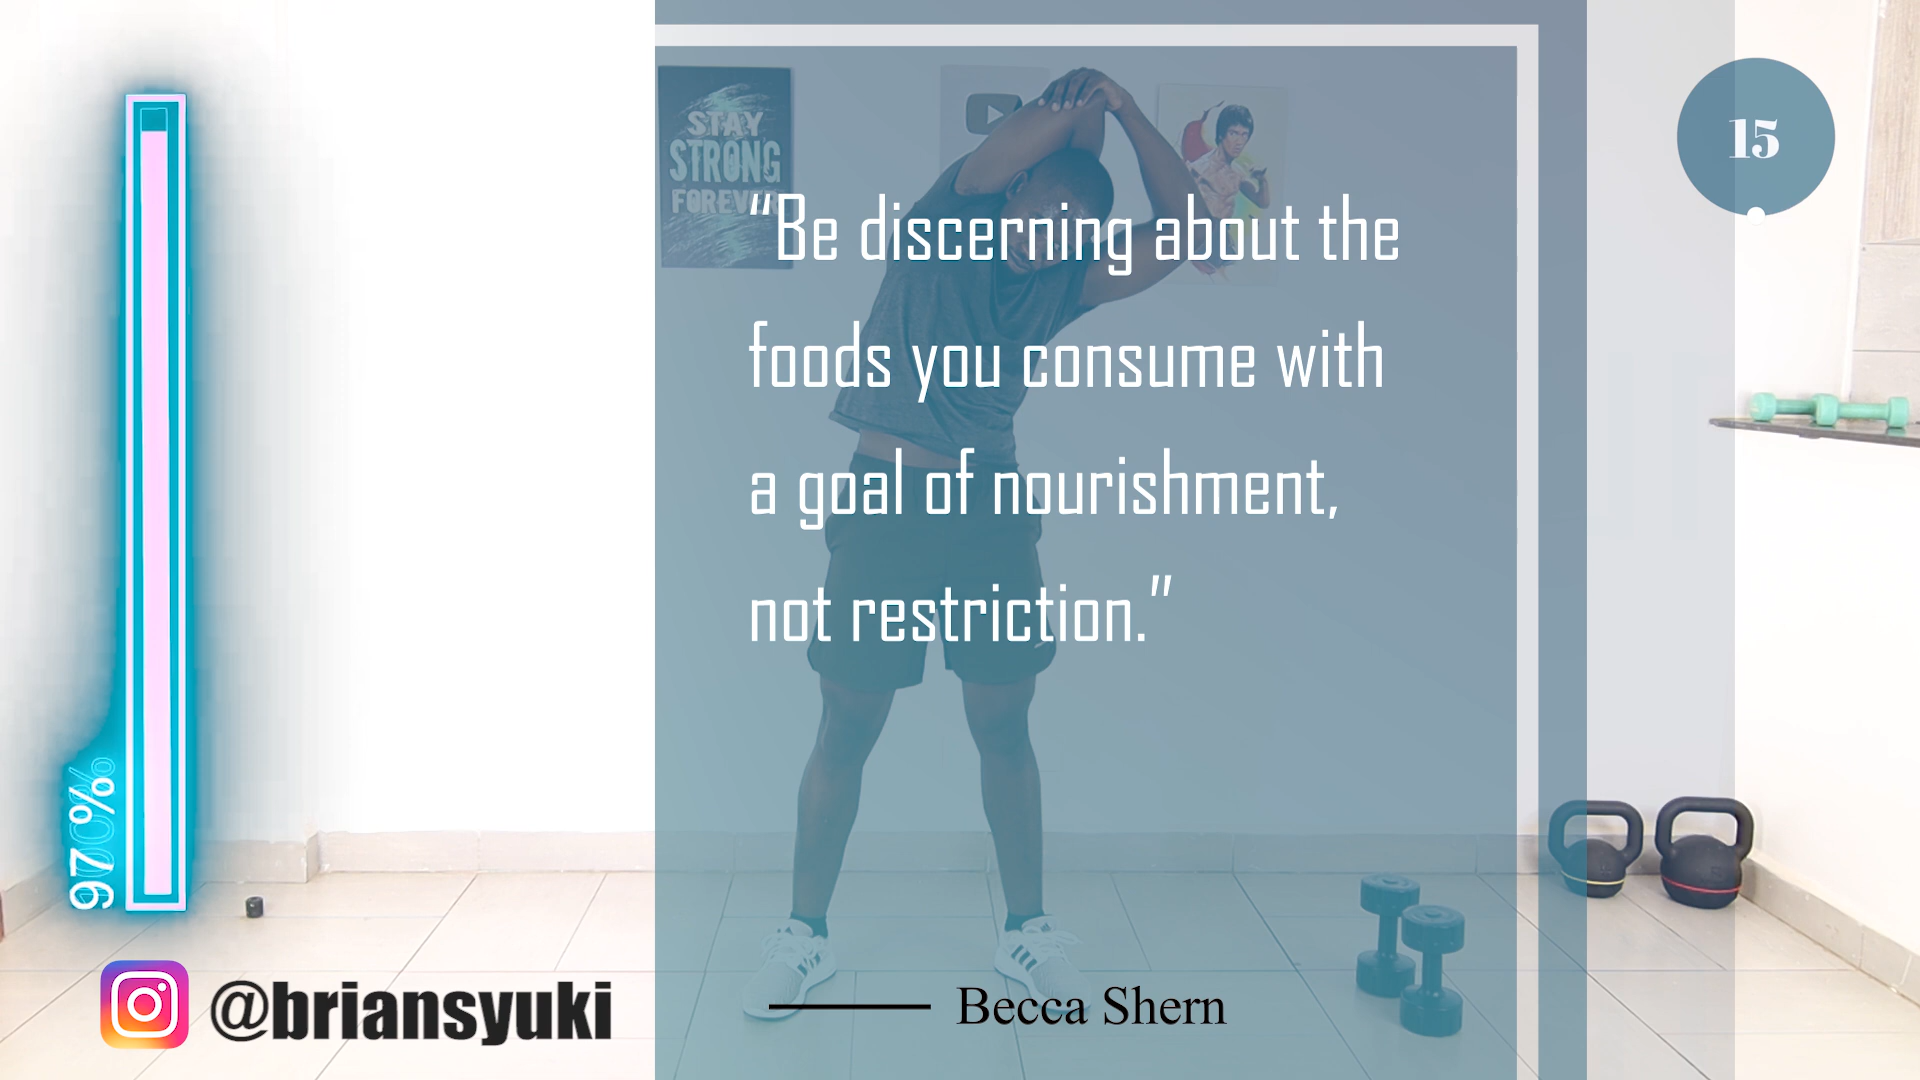 STAY
STRONG
FOREVER
15
“Be discerning about the
foods you consume with
a goal of nourishment,
not restriction.”
97%
@briansyuki
Becca Shern